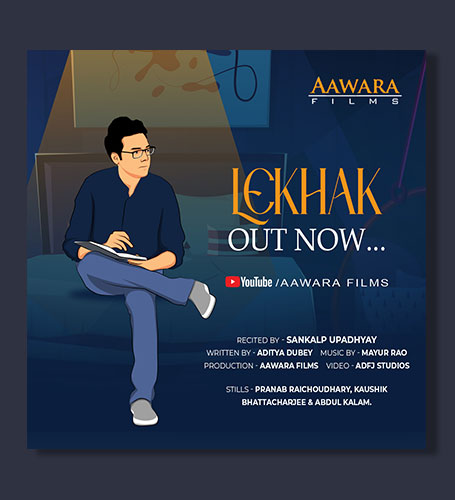 AAWARA
FILMS
LEKHAK
OUT NOW...
YouTube /AAWARA FILMS
RECITED BY - SANKALP UPADHYAY
WRITTEN BY - ADITYA DUBEY MUSIC BY - MAYUR RAO
PRODUCTION - AAWARA FILMS VIDEO - ADFJ STUDIOS
STILLS - PRANAB RAICHOUDHARY, KAUSHIK
BHATTACHARJEE & ABDUL KALAM.